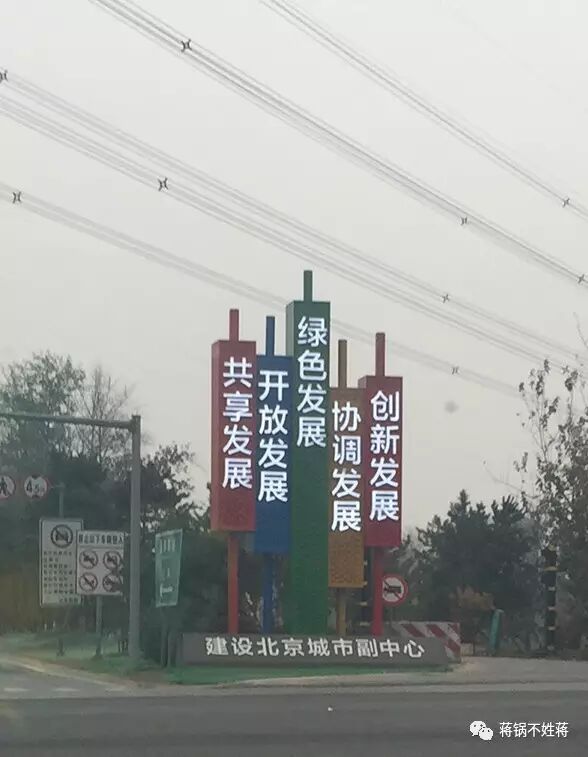 共享发展
开放发展
绿色发展
协调发展
创新发展
建设北京城市副中心
蒋锅不姓蒋